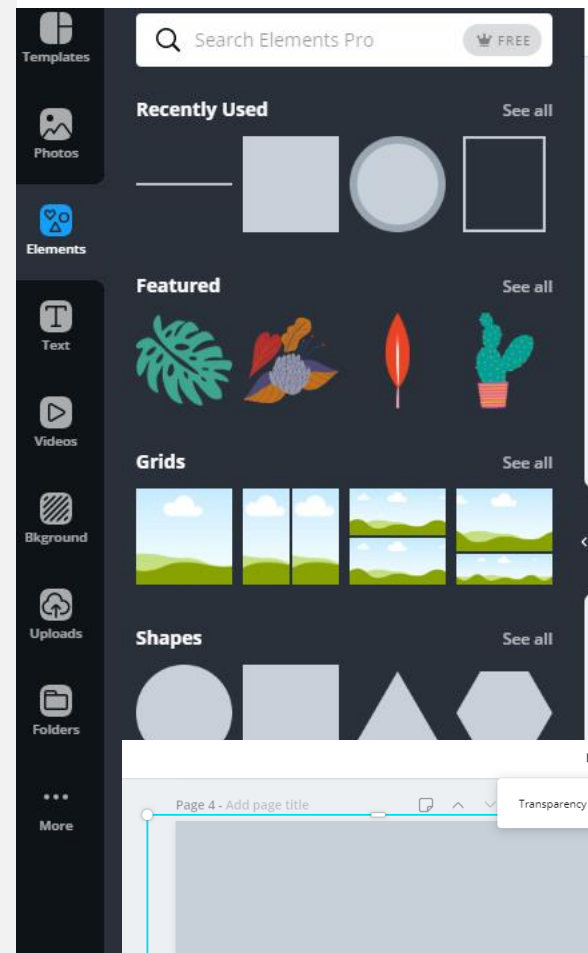 Templates
Search Elements Pro FREE
Photos
Recently Used See all
Elements
Featured See all
Text
Videos
Grids See all
Bkground
Uploads
Shapes See all
Folders
More
Page 4 - Add page title
Transparency